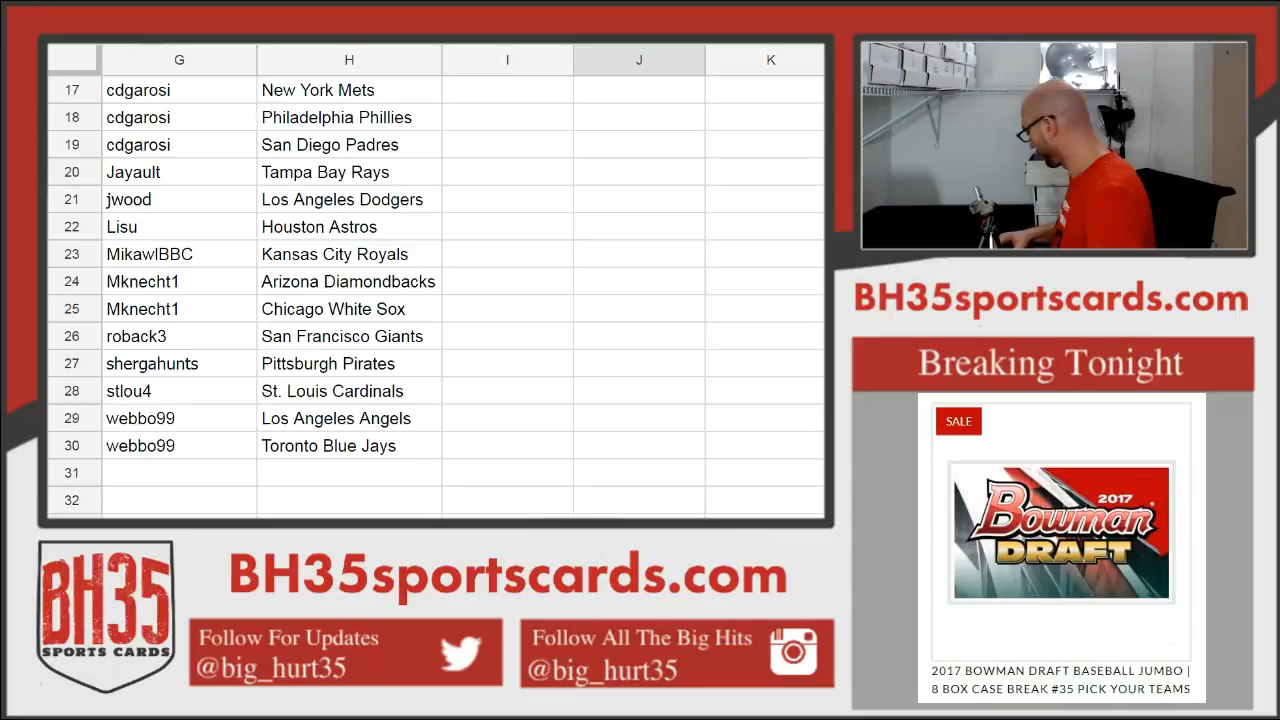 G H I J K
17 cdgarosi New York Mets
18 cdgarosi Philadelphia Phillies
19 cdgarosi San Diego Padres
20 Jayault Tampa Bay Rays
21 jwood Los Angeles Dodgers
22 Lisu Houston Astros
23 MikawlBBC Kansas City Royals
24 Mknecht1 Arizona Diamondbacks
25 Mknecht1 Chicago White Sox
26 roback3 San Francisco Giants
27 shergahunts Pittsburgh Pirates
28 stlou4 St. Louis Cardinals
29 webbo99 Los Angeles Angels
30 webbo99 Toronto Blue Jays
31
32
BH35sportscards.com
Breaking Tonight
SALE
2017
Bowman
DRAFT
2017 BOWMAN DRAFT BASEBALL JUMBO |
8 BOX CASE BREAK #35 PICK YOUR TEAMS
BH35
SPORTS CARDS
BH35sportscards.com
Follow For Updates
@big_hurt35
Follow All The Big Hits
@big_hurt35